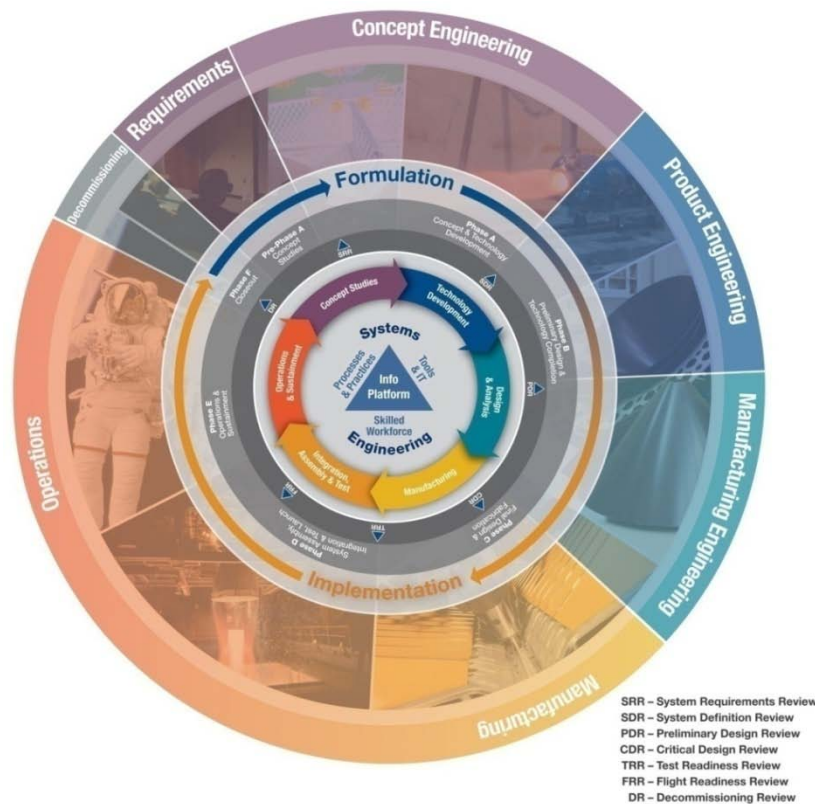 Concept Engineering
Product Engineering
Manufacturing Engineering
Manufacturing
Operations
Decommissioning
Requirements
Formulation
Implementation
Pre-Phase A
Concept
Studies
SRR
Phase A
Concept & Technology
Development
SDR
Phase B
Preliminary Design &
Technology Completion
PDR
Phase C
Final Design &
Fabrication
CDR
Phase D
System Assembly,
Integration & Test, Launch
TRR
FRR
Phase E
Operations &
Sustainment
Phase F
Closeout
DR
Concept Studies
Technology
Development
Design
& Analysis
Manufacturing
Integration,
Assembly & Test
Operations
& Sustainment
Systems
Processes
& Practices
Tools
& IT
Info
Platform
Skilled
Workforce
Engineering
SRR – System Requirements Review
SDR – System Definition Review
PDR – Preliminary Design Review
CDR – Critical Design Review
TRR – Test Readiness Review
FRR – Flight Readiness Review
DR – Decommissioning Review